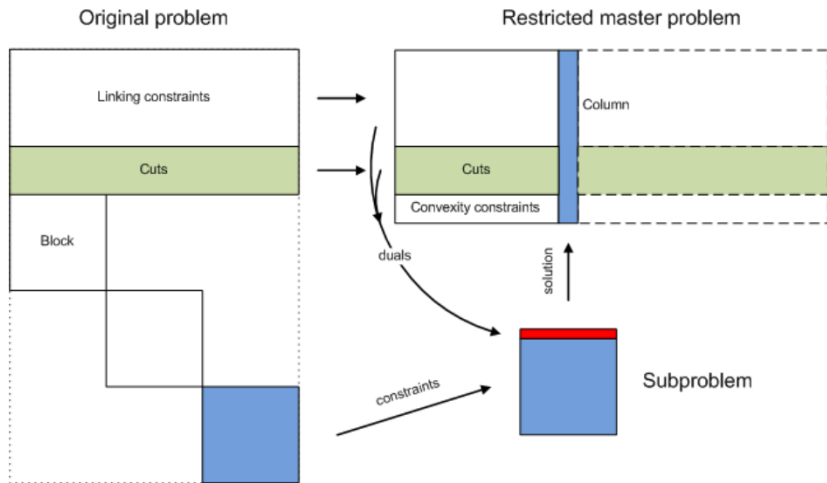 Original problem
Restricted master problem
Linking constraints
Column
Cuts
Cuts
Convexity constraints
Block
duals
solution
Subproblem
constraints